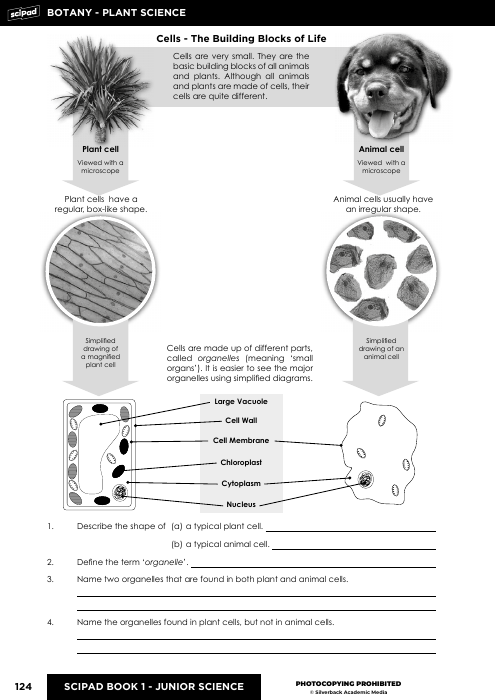 scipad BOTANY - PLANT SCIENCE
Cells - The Building Blocks of Life
Cells are very small. They are the
basic building blocks of all animals
and plants. Although all animals
and plants are made of cells, their
cells are quite different.
Plant cell
Viewed with a
microscope
Animal cell
Viewed with a
microscope
Plant cells have a
regular, box-like shape.
Animal cells usually have
an irregular shape.
Simplified
drawing of
a magnified
plant cell
Cells are made up of different parts,
called organelles (meaning ‘small
organs’). It is easier to see the major
organelles using simplified diagrams.
Simplified
drawing of an
animal cell
Large Vacuole
Cell Wall
Cell Membrane
Chloroplast
Cytoplasm
Nucleus
1. Describe the shape of (a) a typical plant cell.
(b) a typical animal cell.
2. Define the term ‘organelle’.
3. Name two organelles that are found in both plant and animal cells.
4. Name the organelles found in plant cells, but not in animal cells.
124 SCIPAD BOOK 1 - JUNIOR SCIENCE
PHOTOCOPYING PROHIBITED
© Silverback Academic Media